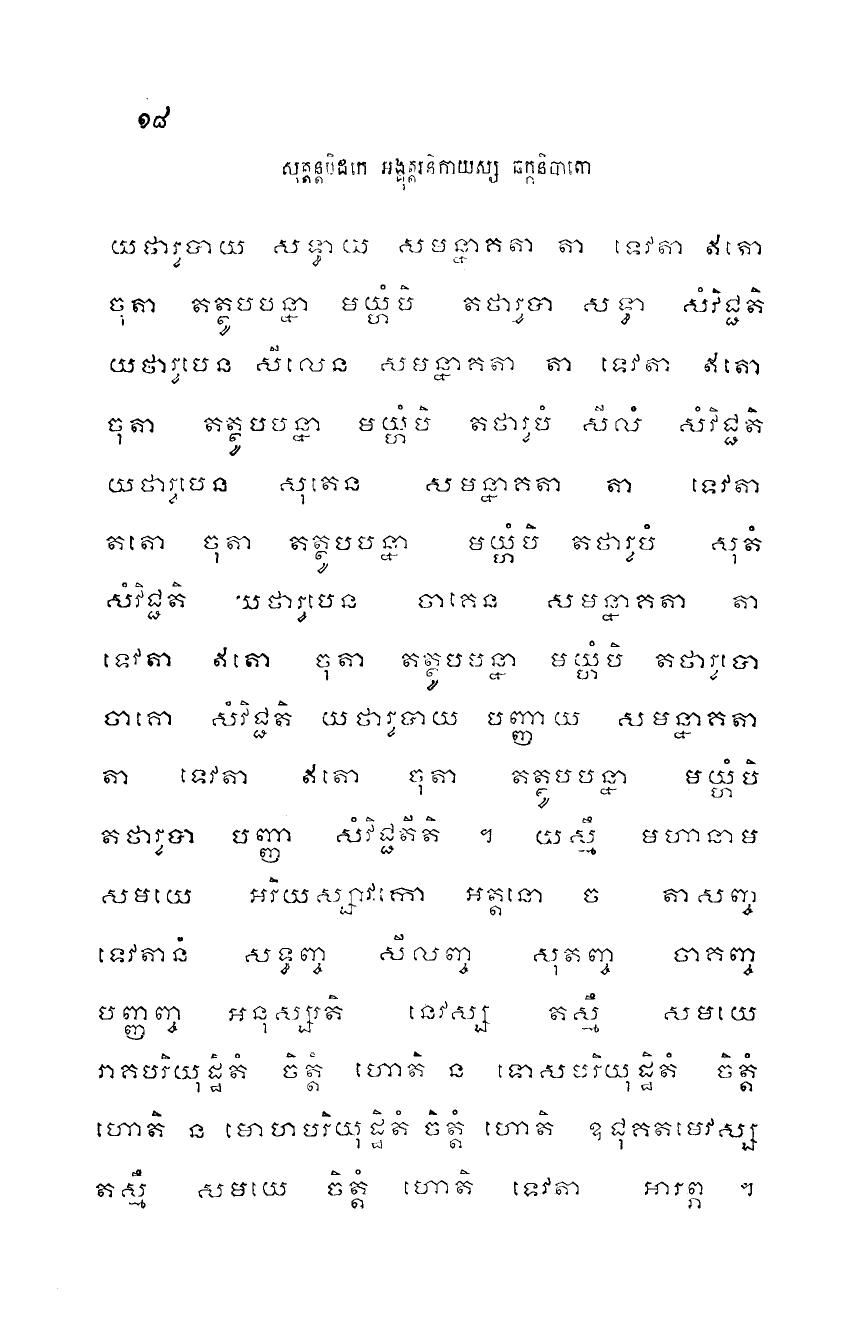 ១៨
សុត្តន្តបិដកេ អង្គុត្តរនិកាយស្ស ឆក្កនិបាតោ
យថារូបាយ សទ្ធាយ សមន្នាគតា តា ទេវតា ឥតោ
ចុតា តត្ថូបបន្នា មយ្ហំបិ តថារូបា សទ្ធា សំវិជ្ជតិ
យថារូបេន សីលេន សមន្នាគតា តា ទេវតា ឥតោ
ចុតា តត្ថូបបន្នា មយ្ហំបិ តថារូបំ សីលំ សំវិជ្ជតិ
យថារូបេន សុតេន សមន្នាគតា តា ទេវតា
តតោ ចុតា តត្ថូបបន្នា មយ្ហំបិ តថារូបំ សុតំ
សំវិជ្ជតិ យថារូបេន ចាគេន សមន្នាគតា តា
ទេវតា ឥតោ ចុតា តត្ថូបបន្នា មយ្ហំបិ តថារូបោ
ចាគោ សំវិជ្ជតិ យថារូបាយ បញ្ញាយ សមន្នាគតា
តា ទេវតា ឥតោ ចុតា តត្ថូបបន្នា មយ្ហំបិ
តថារូបា បញ្ញា សំវិជ្ជតីតិ ។ យស្មឹ មហានាម
សមយេ អរិយស្សាវកោ អត្តនោ ច តាសញ្ច
ទេវតានំ សទ្ធញ្ច សីលញ្ច សុតញ្ច ចាគញ្ច
បញ្ញញ្ច អនុស្សរតិ នេវស្ស តស្មឹ សមយេ
រាគបរិយុដ្ឋិតំ ចិត្តំ ហោតិ ន ទោសបរិយុដ្ឋិតំ ចិត្តំ
ហោតិ ន មោហបរិយុដ្ឋិតំ ចិត្តំ ហោតិ ឧជុគតមេវស្ស
តស្មឹ សមយេ ចិត្តំ ហោតិ ទេវតា អារព្ភ ។